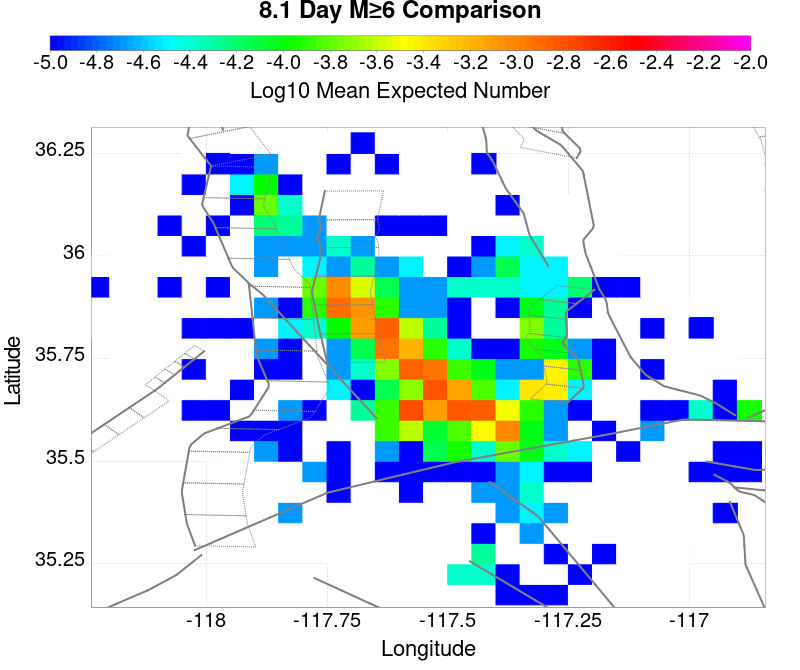 8.1 Day M≥6 Comparison
-5.0 -4.8 -4.6 -4.4 -4.2 -4.0 -3.8 -3.6 -3.4 -3.2 -3.0 -2.8 -2.6 -2.4 -2.2 -2.0
Log10 Mean Expected Number
36.25
36
35.75
35.5
35.25
Latitude
-118 -117.75 -117.5 -117.25 -117
Longitude